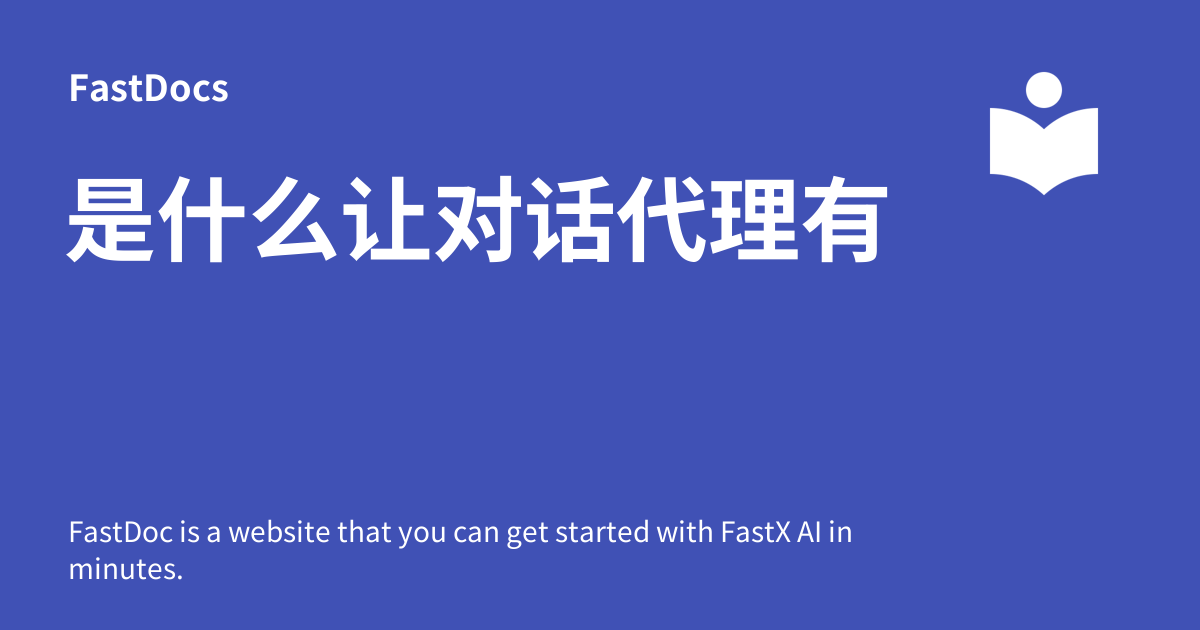 FastDocs
是什么让对话代理有
FastDoc is a website that you can get started with FastX AI in
minutes.